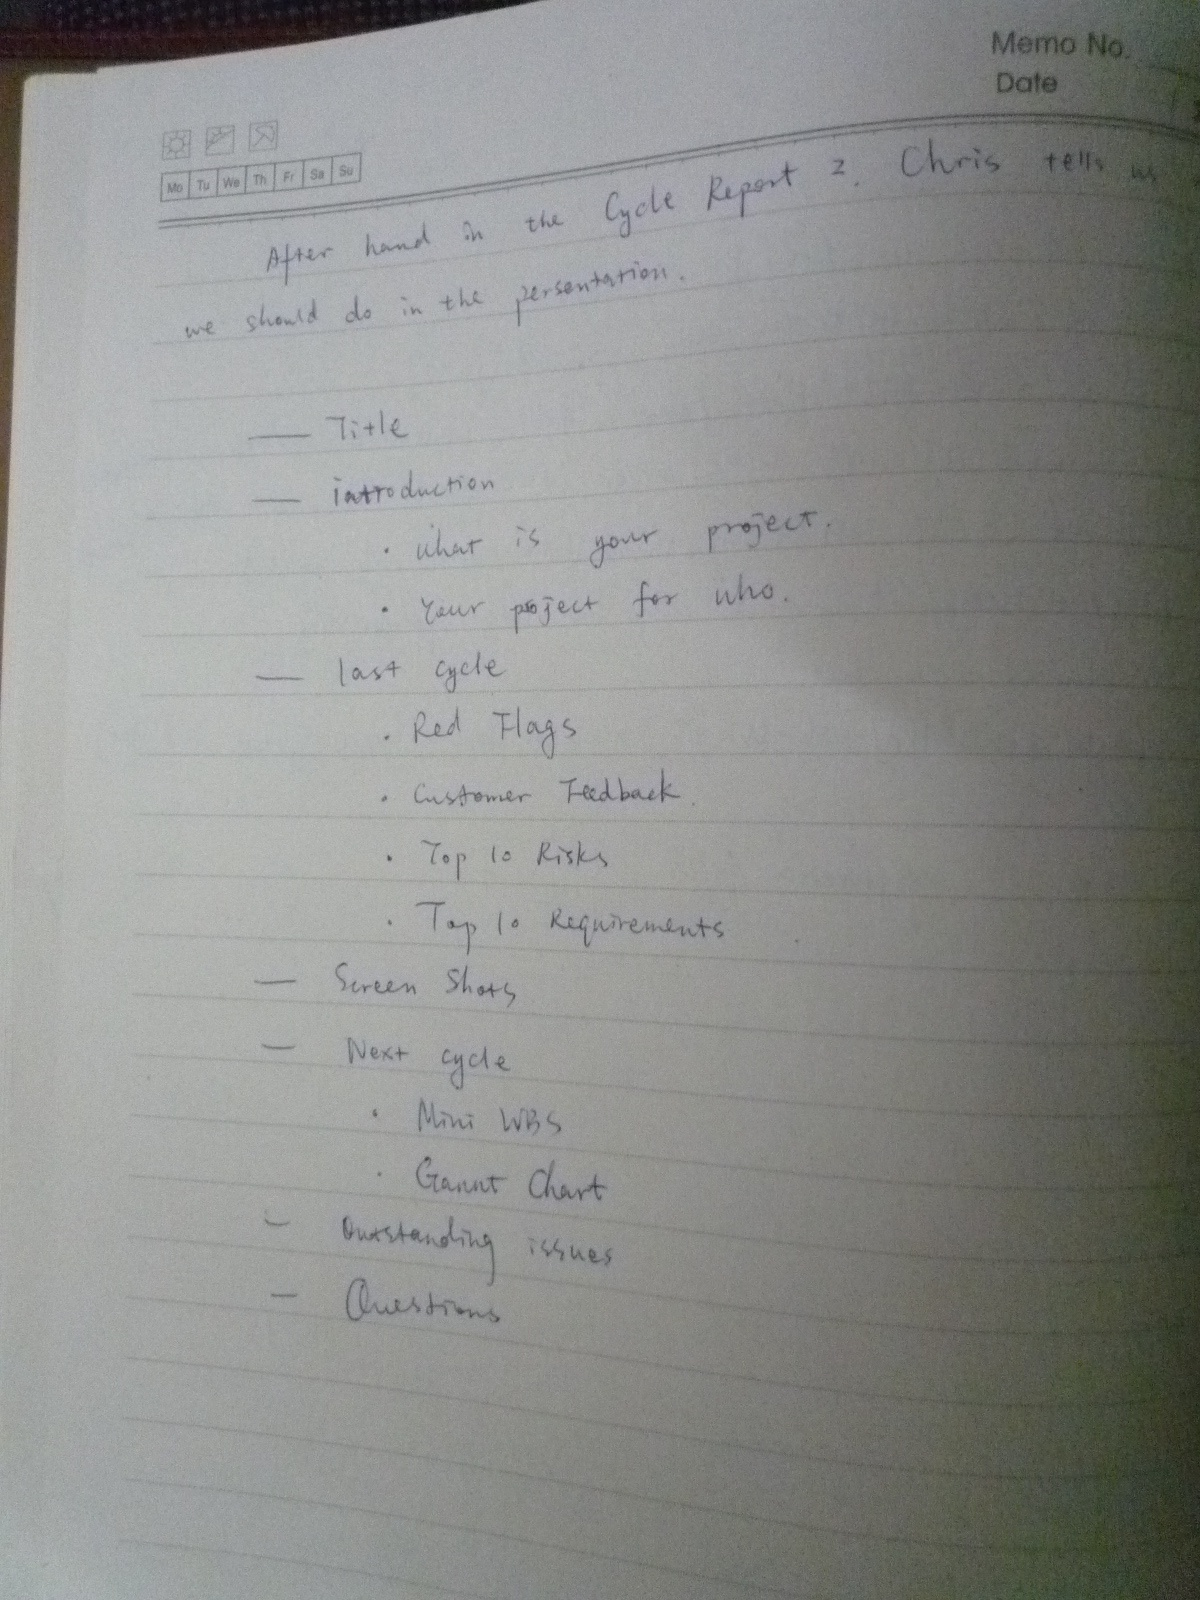 Memo No.
Date
Mo Tu We Th Fr Sa Su
After hand in the Cycle Report 2. Chris tells us
we should do in the persentation.
— Title
— introduction
· what is your project.
· Your project for who.
— last cycle
· Red Flags
· Customer Feedback.
· Top 10 Risks
· Top 10 Requirements
— Screen Shots
— Next cycle
· Mini WBS
· Gannt Chart
— Outstanding issues
— Questions